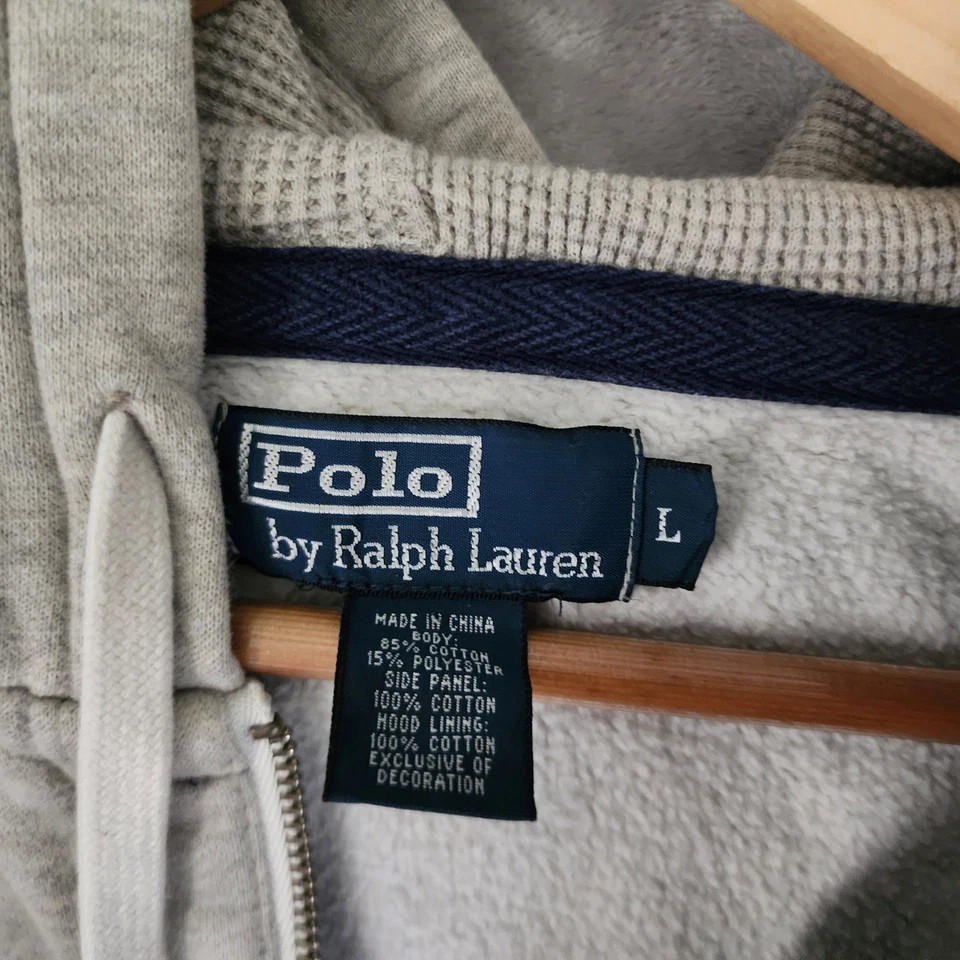 Polo
by Ralph Lauren
L
MADE IN CHINA
BODY:
85% COTTON
15% POLYESTER
SIDE PANEL:
100% COTTON
HOOD LINING:
100% COTTON
EXCLUSIVE OF
DECORATION